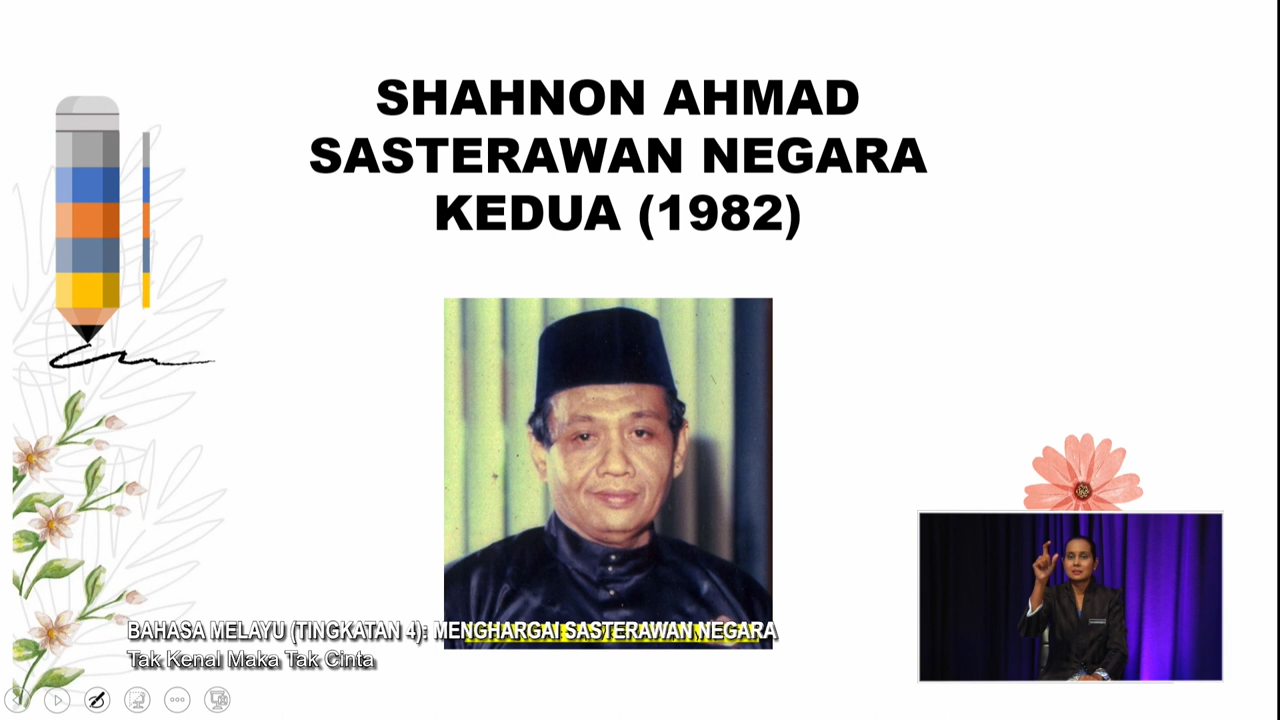 SHAHNON AHMAD
SASTERAWAN NEGARA
KEDUA (1982)
BAHASA MELAYU (TINGKATAN 4): MENGHARGAI SASTERAWAN NEGARA
Tak Kenal Maka Tak Cinta